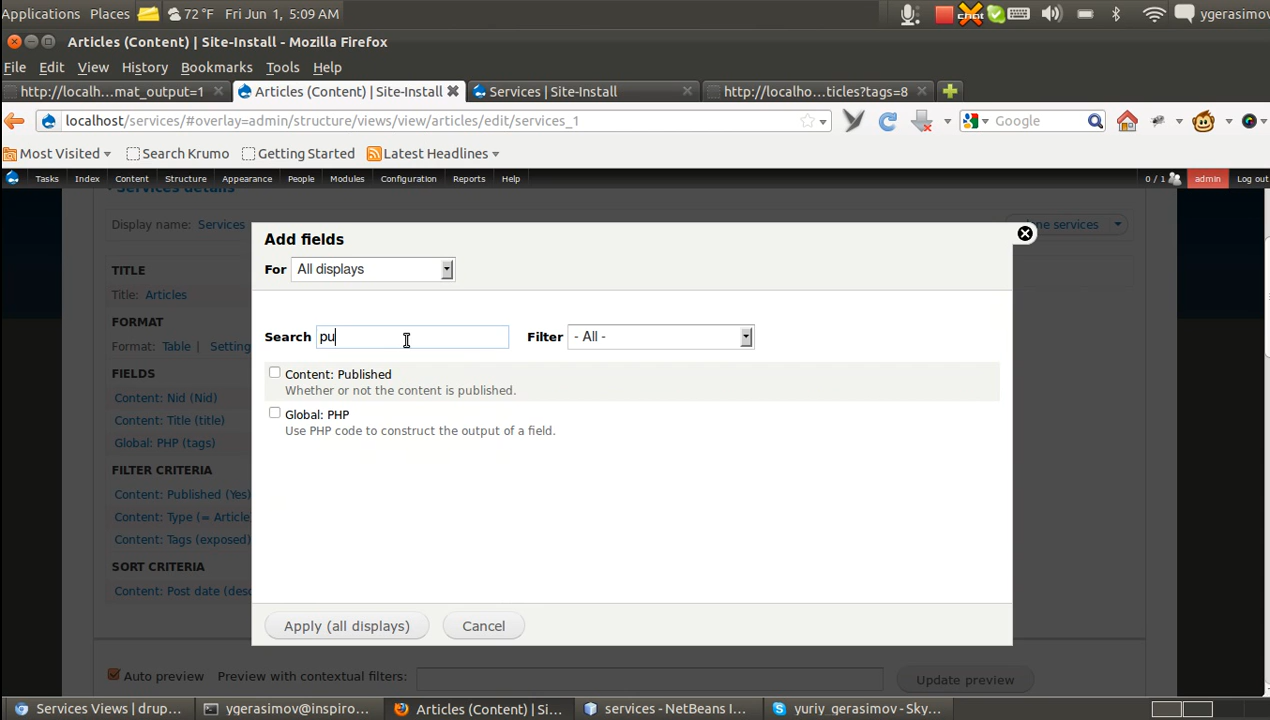 Applications Places 72 °F Fri Jun 1, 5:09 AM ygerasimov
Articles (Content) | Site-Install - Mozilla Firefox
File Edit View History Bookmarks Tools Help
http://localh...mat_output=1 Articles (Content) | Site-Install Services | Site-Install http://localho...ticles?tags=8
localhost/services/#overlay=admin/structure/views/view/articles/edit/services_1 Google
Most Visited Search Krumo Getting Started Latest Headlines
Tasks Index Content Structure Appearance People Modules Configuration Reports Help 0 / 1 admin Log out
Services details
Display name: Services services
Add fields
For All displays
TITLE
Title: Articles
FORMAT
Format: Table | Setting
Search pu Filter - All -
FIELDS
Content: Published
Whether or not the content is published.
Content: Nid (Nid)
Content: Title (title)
Global: PHP
Use PHP code to construct the output of a field.
Global: PHP (tags)
FILTER CRITERIA
Content: Published (Yes)
Content: Type (= Article
Content: Tags (exposed)
SORT CRITERIA
Content: Post date (desc
Apply (all displays) Cancel
Auto preview Preview with contextual filters: Update preview
Services Views | drup... ygerasimov@inspiro... Articles (Content) | Si... services - NetBeans I... yuriy_gerasimov - Sky...